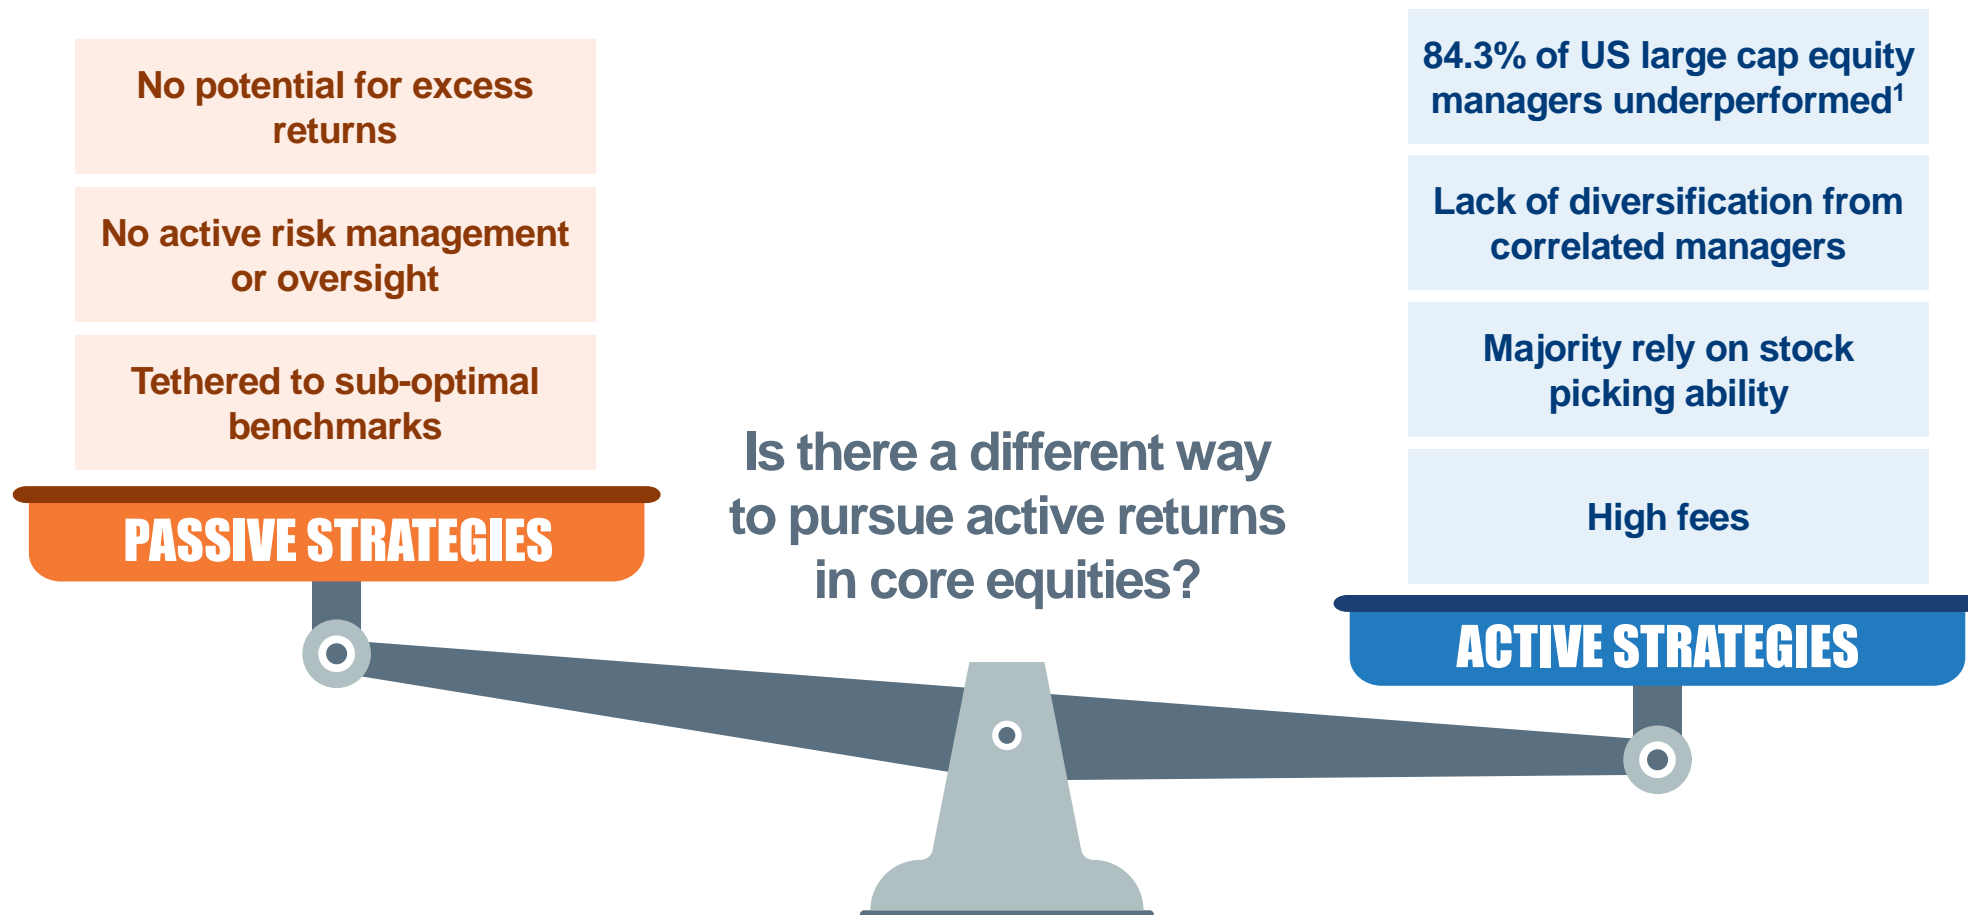 No potential for excess
returns
No active risk management
or oversight
Tethered to sub-optimal
benchmarks
PASSIVE STRATEGIES
Is there a different way
to pursue active returns
in core equities?
84.3% of US large cap equity
managers underperformed¹
Lack of diversification from
correlated managers
Majority rely on stock
picking ability
High fees
ACTIVE STRATEGIES